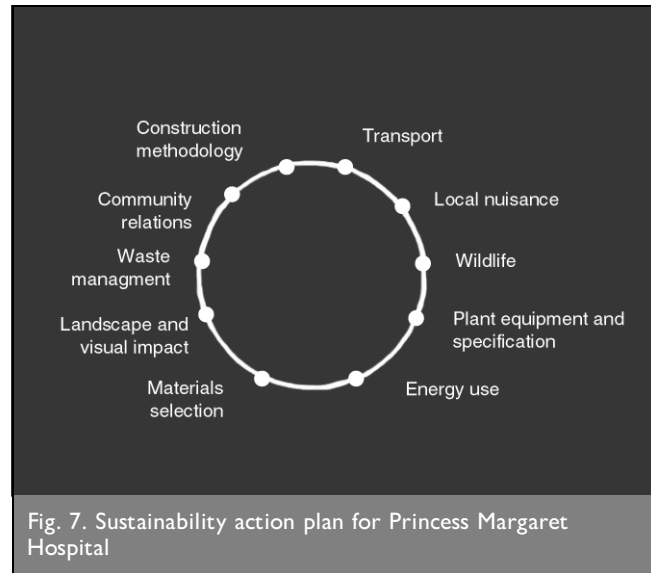 Construction
methodology
Transport
Community
relations
Local nuisance
Waste
managment
Wildlife
Landscape and
visual impact
Plant equipment and
specification
Materials
selection
Energy use
Fig. 7. Sustainability action plan for Princess Margaret
Hospital